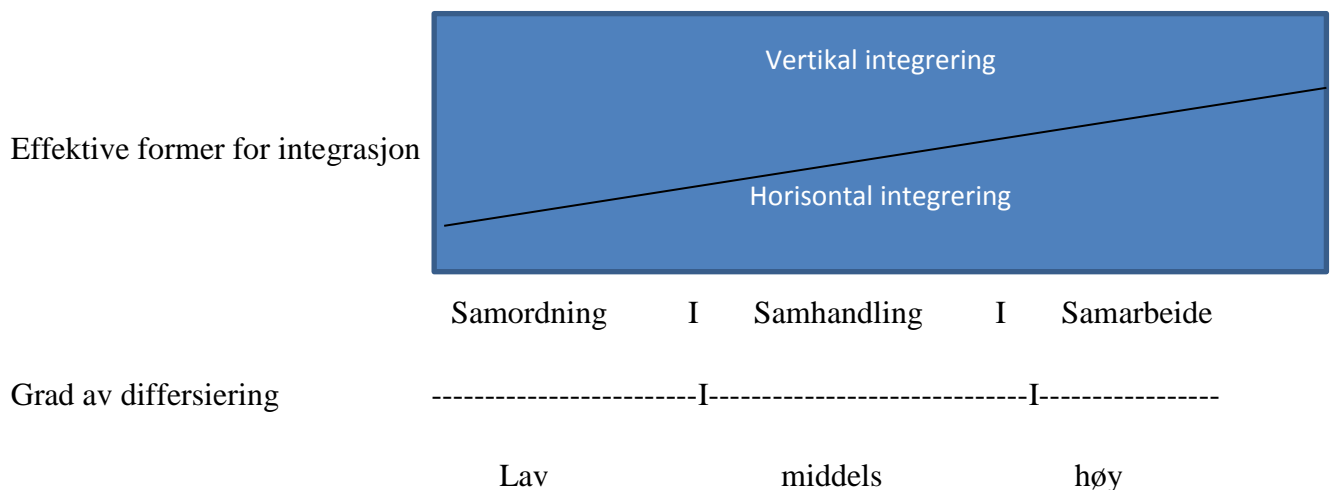 Vertikal integrering
Effektive former for integrasjon
Horisontal integrering
Samordning I Samhandling I Samarbeide
Grad av differsiering -------------------------I-------------------------------I-----------------
Lav middels høy